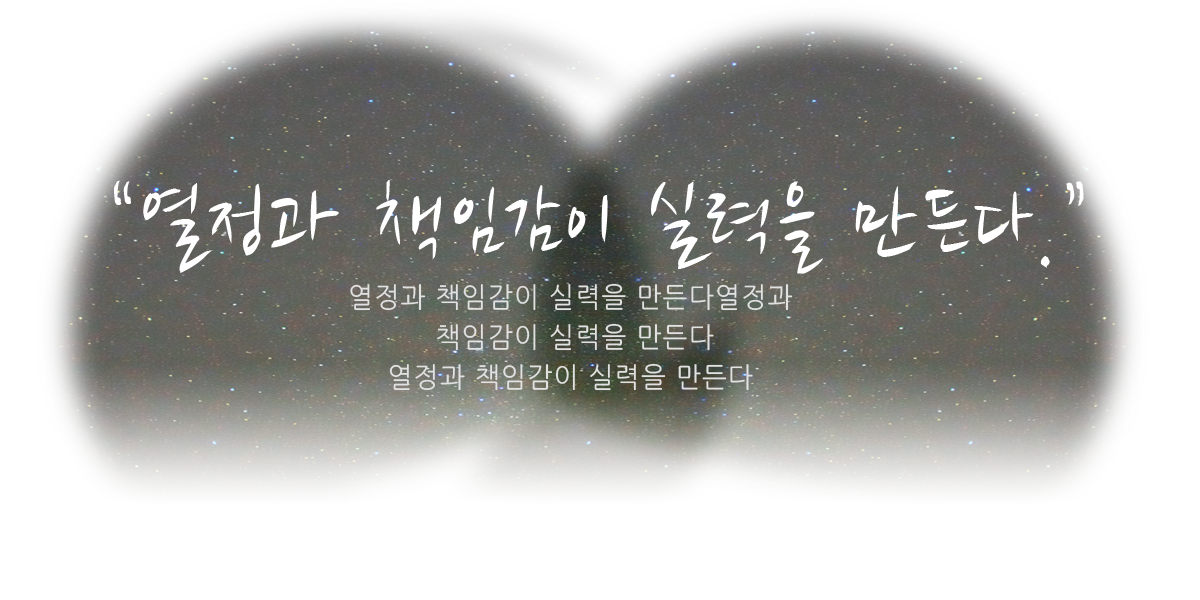 “열정과 책임감이 실력을 만든다.”
열정과 책임감이 실력을 만든다열정과
책임감이 실력을 만든다
열정과 책임감이 실력을 만든다